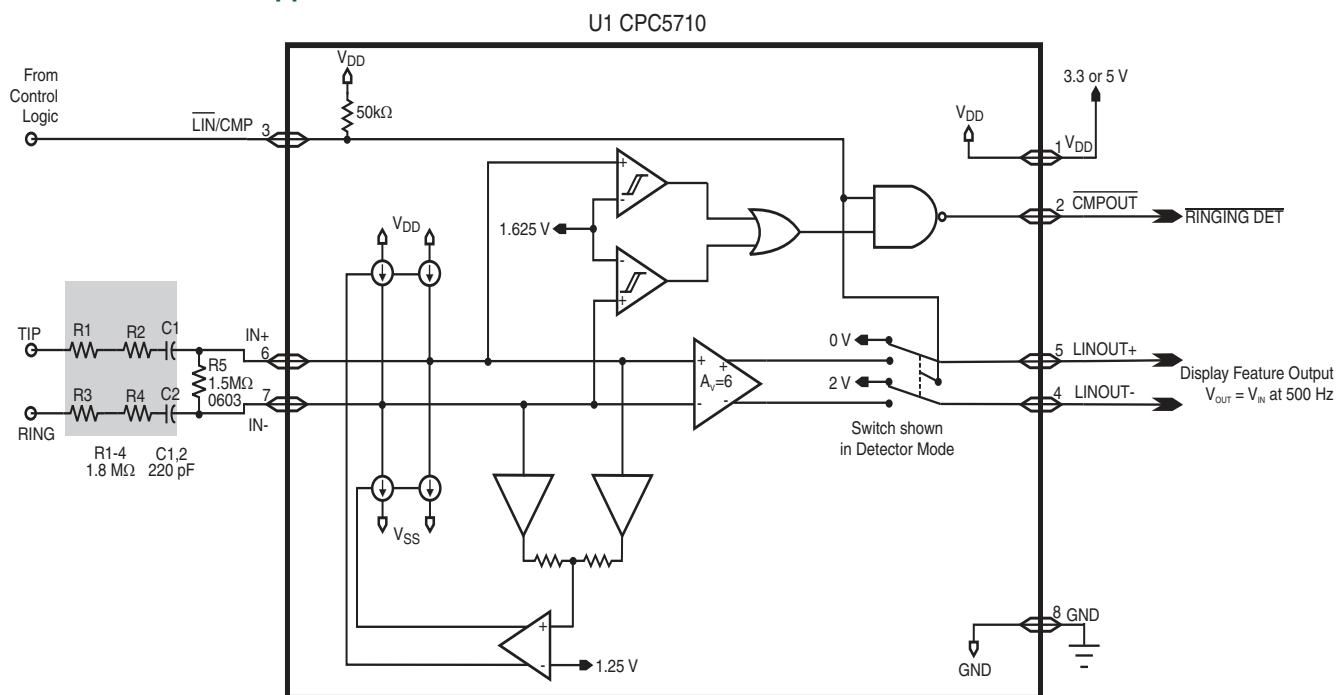 U1 CPC5710
From
Control
Logic
LIN/CMP
3
VDD
50kΩ
VDD
3.3 or 5 V
1 VDD
2 CMPOUT
RINGING DET
1.625 V
+
-
-
+
VDD
TIP
R1
R2
C1
IN+
6
R5
1.5MΩ
0603
R3
R4
C2
7
RING
IN-
R1-4
1.8 MΩ
C1,2
220 pF
+
+
AV=6
-
-
0 V
2 V
5 LINOUT+
4 LINOUT-
Display Feature Output
VOUT = VIN at 500 Hz
Switch shown
in Detector Mode
VSS
+
-
1.25 V
8 GND
GND